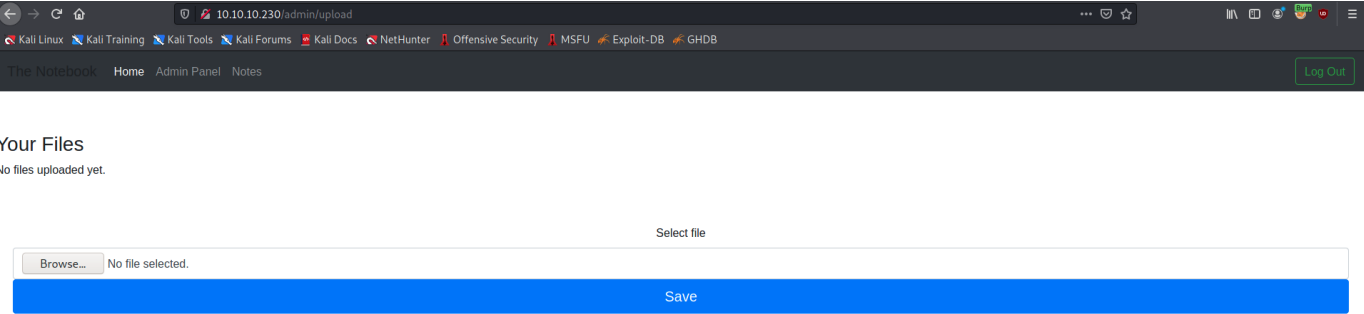 10.10.10.230/admin/upload
Burp
Kali Linux Kali Training Kali Tools Kali Forums Kali Docs NetHunter Offensive Security MSFU Exploit-DB GHDB
The Notebook Home Admin Panel Notes Log Out
Your Files
No files uploaded yet.
Select file
Browse... No file selected.
Save